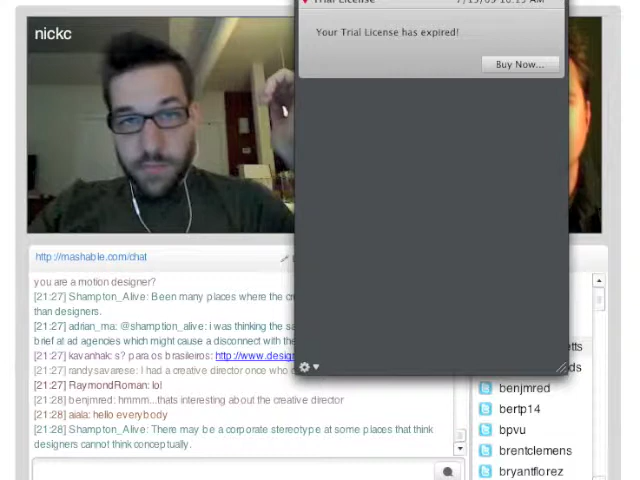 nickc
Trial License
Your Trial License has expired!
Buy Now...
http://mashable.com/chat
you are a motion designer?
[21:27] Shampton_Alive: Been many places where the
than designers.
[21:27] adrian_ma: @shampton_alive: i was thinking the
brief at ad agencies which might cause a disconnect with the
[21:27] kavanhak: s? para os brasileiros: http://www.desig
[21:27] randysavarese: I had a creative director once who
[21:27] RaymondRoman: lol
[21:28] benjmred: hmmm...thats interesting about the creative director
[21:28] aiala: hello everybody
[21:28] Shampton_Alive: There may be a corporate stereotype at some places that think
designers cannot think conceptually.
benjmred
bertp14
bpvu
brentclemens
bryantflorez